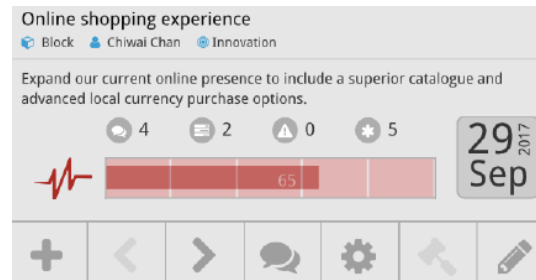 Online shopping experience
Block Chiwai Chan Innovation
Expand our current online presence to include a superior catalogue and
advanced local currency purchase options.
4 2 0 5
65
29 2017
Sep